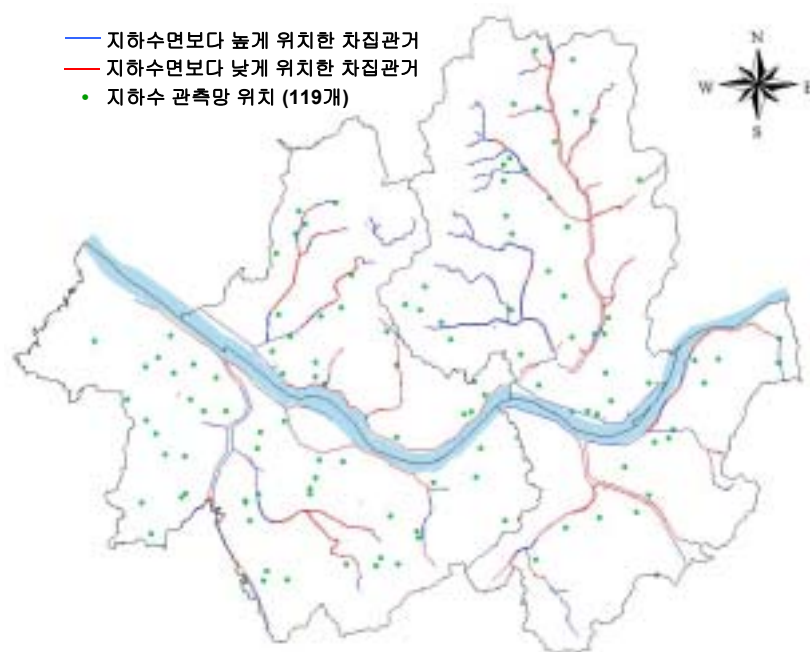 지하수면보다 높게 위치한 차집관거
지하수면보다 낮게 위치한 차집관거
지하수 관측망 위치 (119개)
N
W
E
S